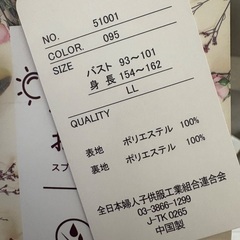 NO. 51001
COLOR. 095
SIZE
バスト 93～101
身長 154～162
LL
QUALITY
表地 ポリエステル 100%
裏地 ポリエステル 100%
全日本婦人子供服工業組合連合会
03-3866-1299
J-TK 0265
中国製